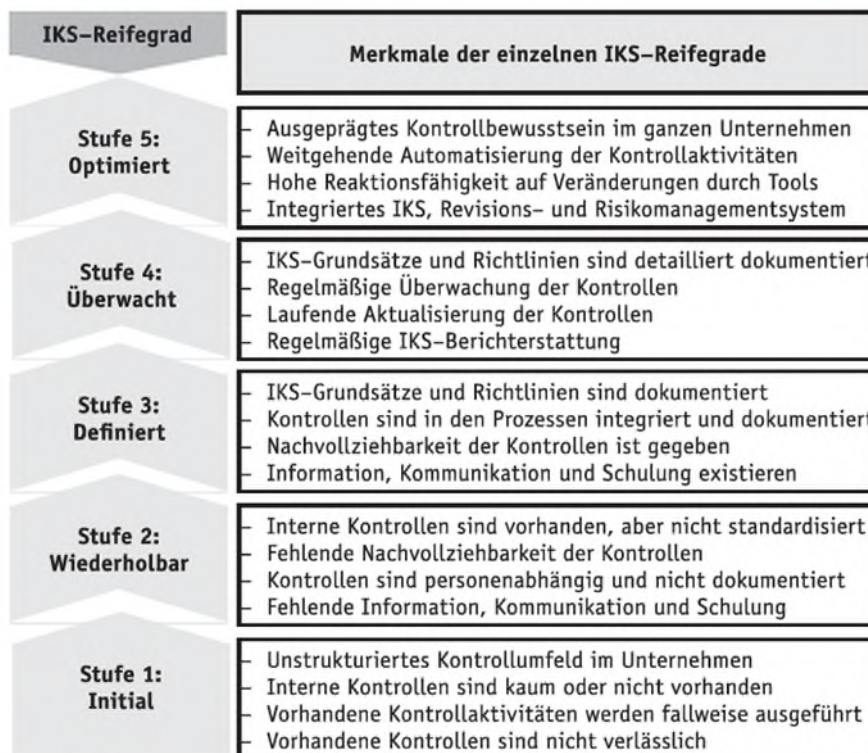 IKS–Reifegrad
Merkmale der einzelnen IKS–Reifegrade
Stufe 5:
Optimiert
– Ausgeprägtes Kontrollbewusstsein im ganzen Unternehmen
– Weitgehende Automatisierung der Kontrollaktivitäten
– Hohe Reaktionsfähigkeit auf Veränderungen durch Tools
– Integriertes IKS, Revisions– und Risikomanagementsystem
Stufe 4:
Überwacht
– IKS–Grundsätze und Richtlinien sind detailliert dokumentiert
– Regelmäßige Überwachung der Kontrollen
– Laufende Aktualisierung der Kontrollen
– Regelmäßige IKS–Berichterstattung
Stufe 3:
Definiert
– IKS–Grundsätze und Richtlinien sind dokumentiert
– Kontrollen sind in den Prozessen integriert und dokumentiert
– Nachvollziehbarkeit der Kontrollen ist gegeben
– Information, Kommunikation und Schulung existieren
Stufe 2:
Wiederholbar
– Interne Kontrollen sind vorhanden, aber nicht standardisiert
– Fehlende Nachvollziehbarkeit der Kontrollen
– Kontrollen sind personenabhängig und nicht dokumentiert
– Fehlende Information, Kommunikation und Schulung
Stufe 1:
Initial
– Unstrukturiertes Kontrollumfeld im Unternehmen
– Interne Kontrollen sind kaum oder nicht vorhanden
– Vorhandene Kontrollaktivitäten werden fallweise ausgeführt
– Vorhandene Kontrollen sind nicht verlässlich